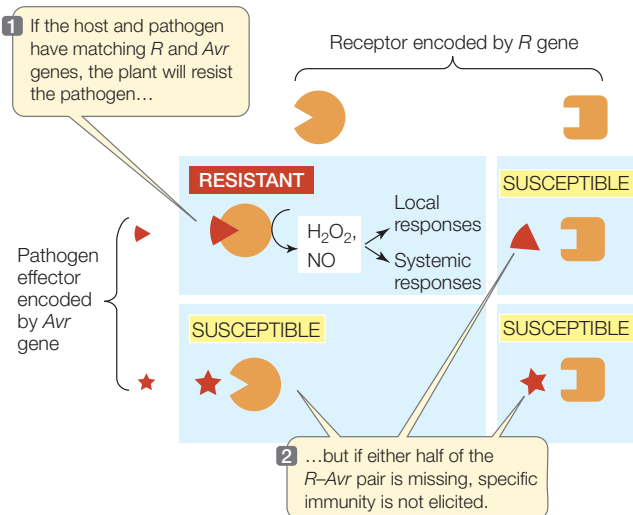 1 If the host and pathogen
have matching R and Avr
genes, the plant will resist
the pathogen…
Receptor encoded by R gene
RESISTANT
SUSCEPTIBLE
Local
responses
H₂O₂,
NO
Systemic
responses
Pathogen
effector
encoded
by Avr
gene
SUSCEPTIBLE
SUSCEPTIBLE
2 …but if either half of the
R–Avr pair is missing, specific
immunity is not elicited.